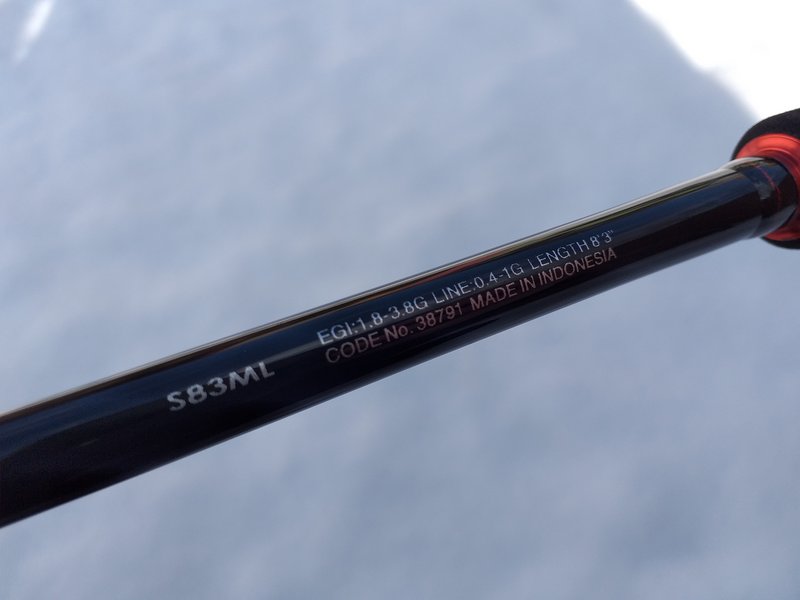 S83ML
EGI:1.8-3.8G LINE:0.4-1G LENGTH 8'3"
CODE No. 38791 MADE IN INDONESIA